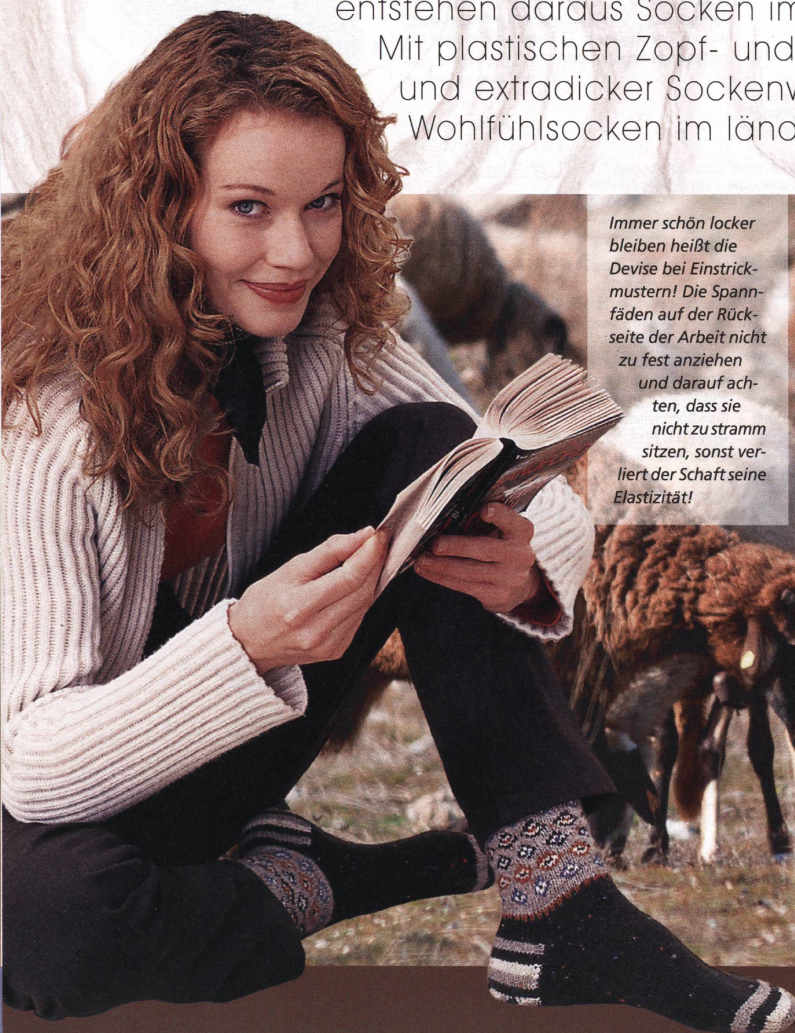 entstehen daraus Socken im
Mit plastischen Zopf- und
und extradicker Sockenw
Wohlfühlsocken im länd
Immer schön locker
bleiben heißt die
Devise bei Einstrick-
mustern! Die Spann-
fäden auf der Rück-
seite der Arbeit nicht
zu fest anziehen
und darauf ach-
ten, dass sie
nicht zu stramm
sitzen, sonst ver-
liert der Schaft seine
Elastizität!